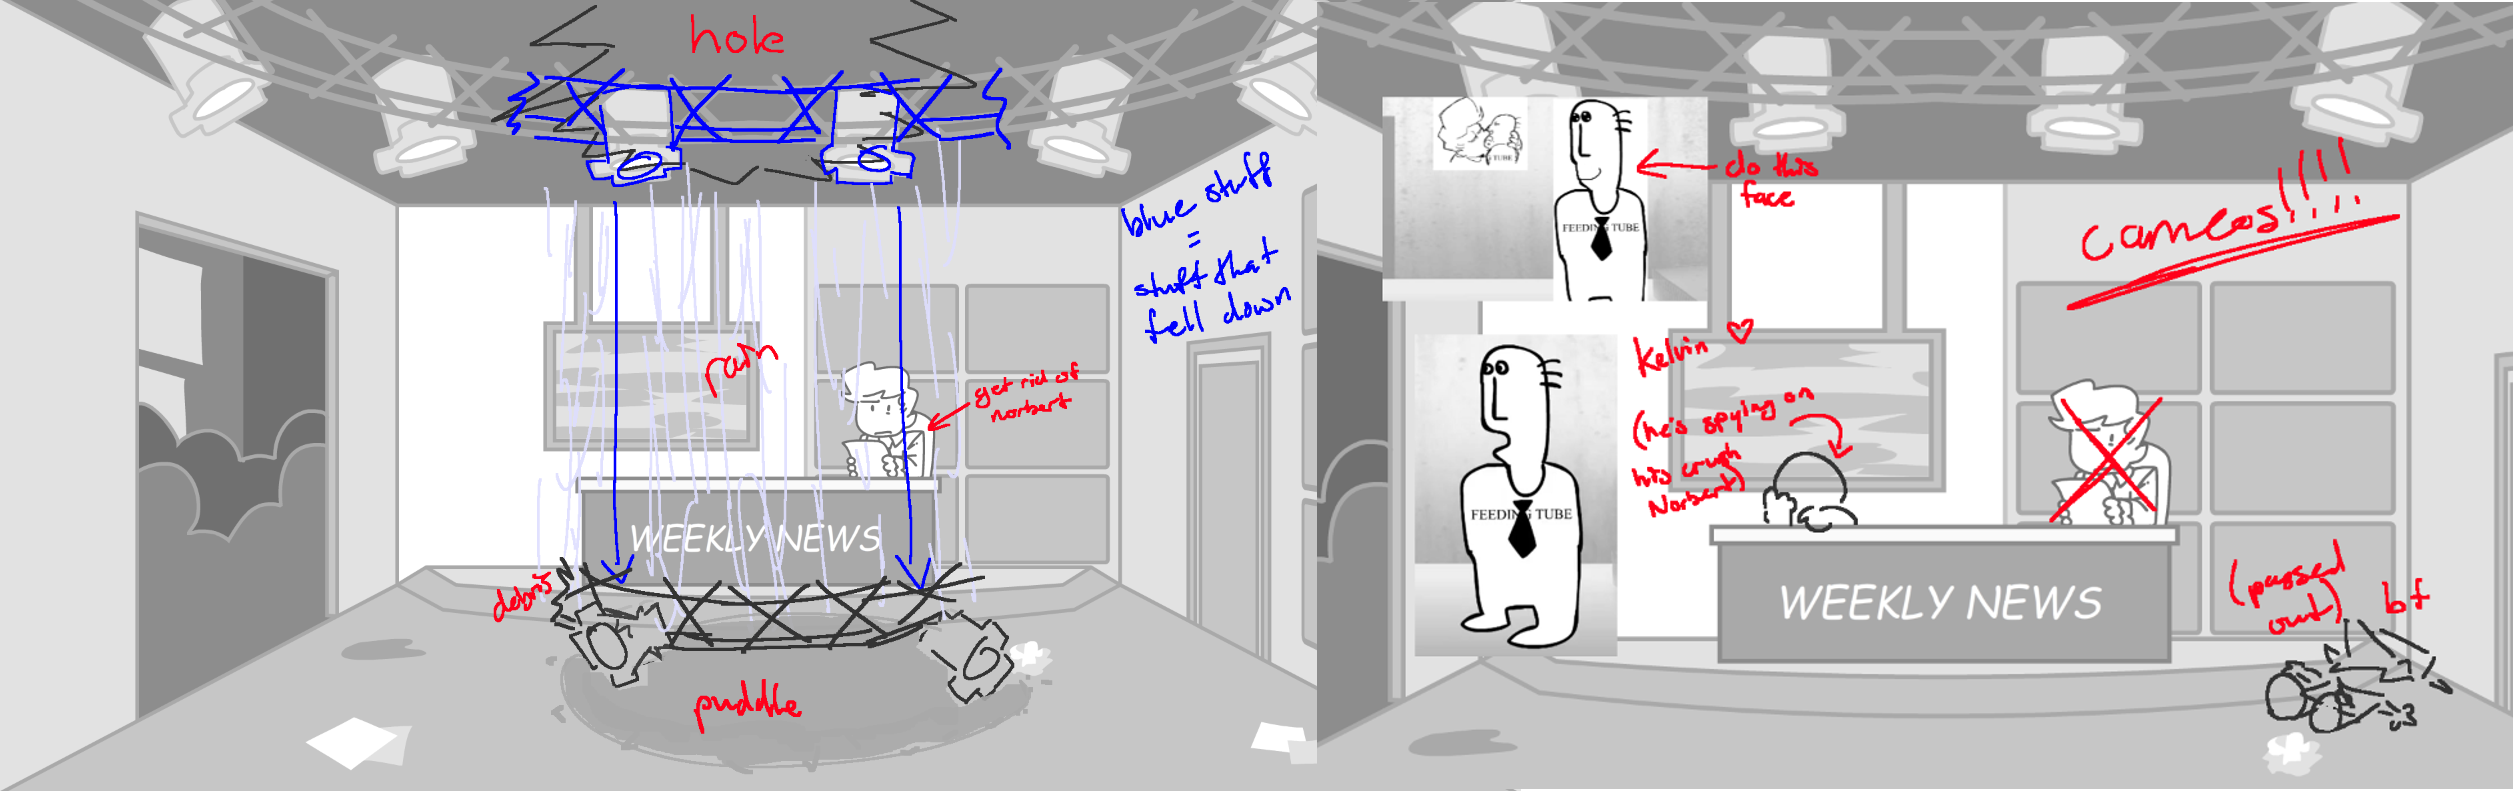 hole
blue stuff
=
stuff that
fell down
rain
get rid of
norbert
WEEKLY NEWS
debris
puddle
TUBE
do this
face
FEEDING TUBE
cameos!!!!
Kelvin ♡
(he's spying on
his crush
Norbert)
FEEDING TUBE
WEEKLY NEWS
(passed
out)
bf